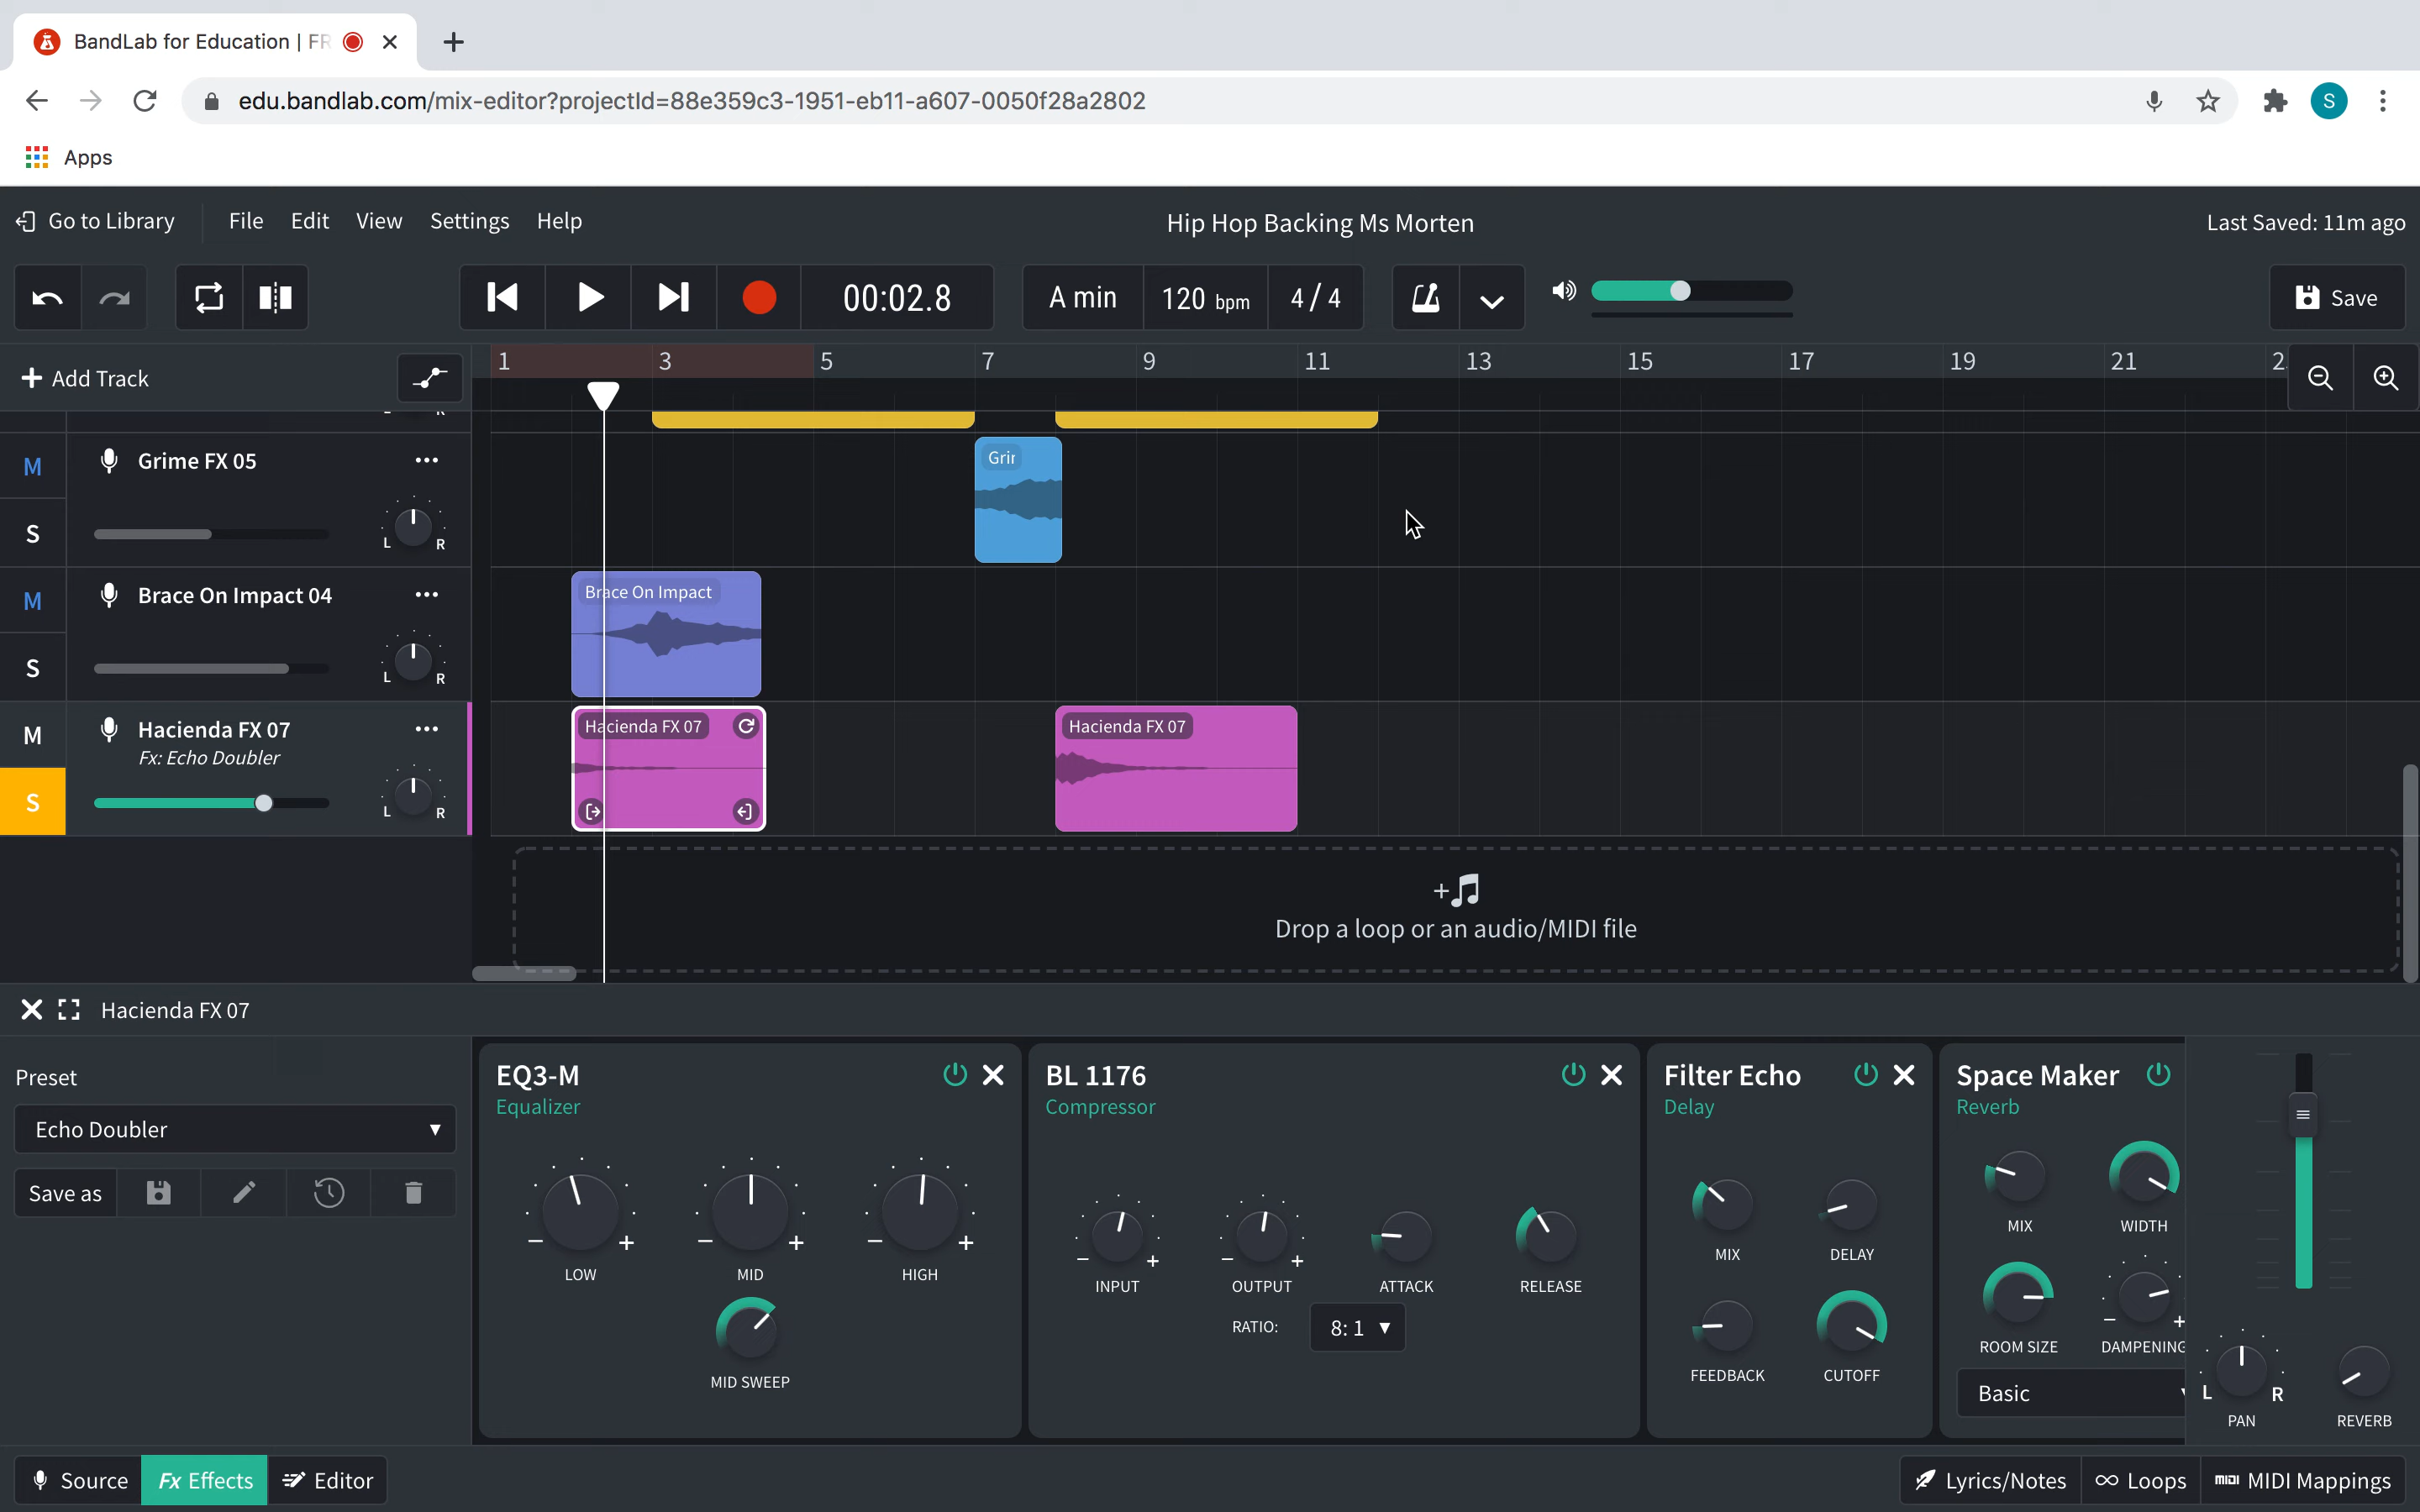 BandLab for Education | FR
edu.bandlab.com/mix-editor?projectId=88e359c3-1951-eb11-a607-0050f28a2802
S
Apps
Go to Library
File
Edit
View
Settings
Help
Hip Hop Backing Ms Morten
Last Saved: 11m ago
00:02.8
A min
120 bpm
4 / 4
Save
+ Add Track
1
3
5
7
9
11
13
15
17
19
21
2
M
Grime FX 05
S
L
R
Grir
M
Brace On Impact 04
S
L
R
Brace On Impact
M
Hacienda FX 07
Fx: Echo Doubler
S
L
R
Hacienda FX 07
Hacienda FX 07
Drop a loop or an audio/MIDI file
Hacienda FX 07
Preset
Echo Doubler
Save as
EQ3-M
Equalizer
LOW
MID
HIGH
MID SWEEP
BL 1176
Compressor
INPUT
OUTPUT
ATTACK
RELEASE
RATIO:
8: 1
Filter Echo
Delay
MIX
DELAY
FEEDBACK
CUTOFF
Space Maker
Reverb
MIX
WIDTH
ROOM SIZE
DAMPENING
Basic
L
R
PAN
REVERB
Source
Fx Effects
Editor
Lyrics/Notes
Loops
MIDI MIDI Mappings